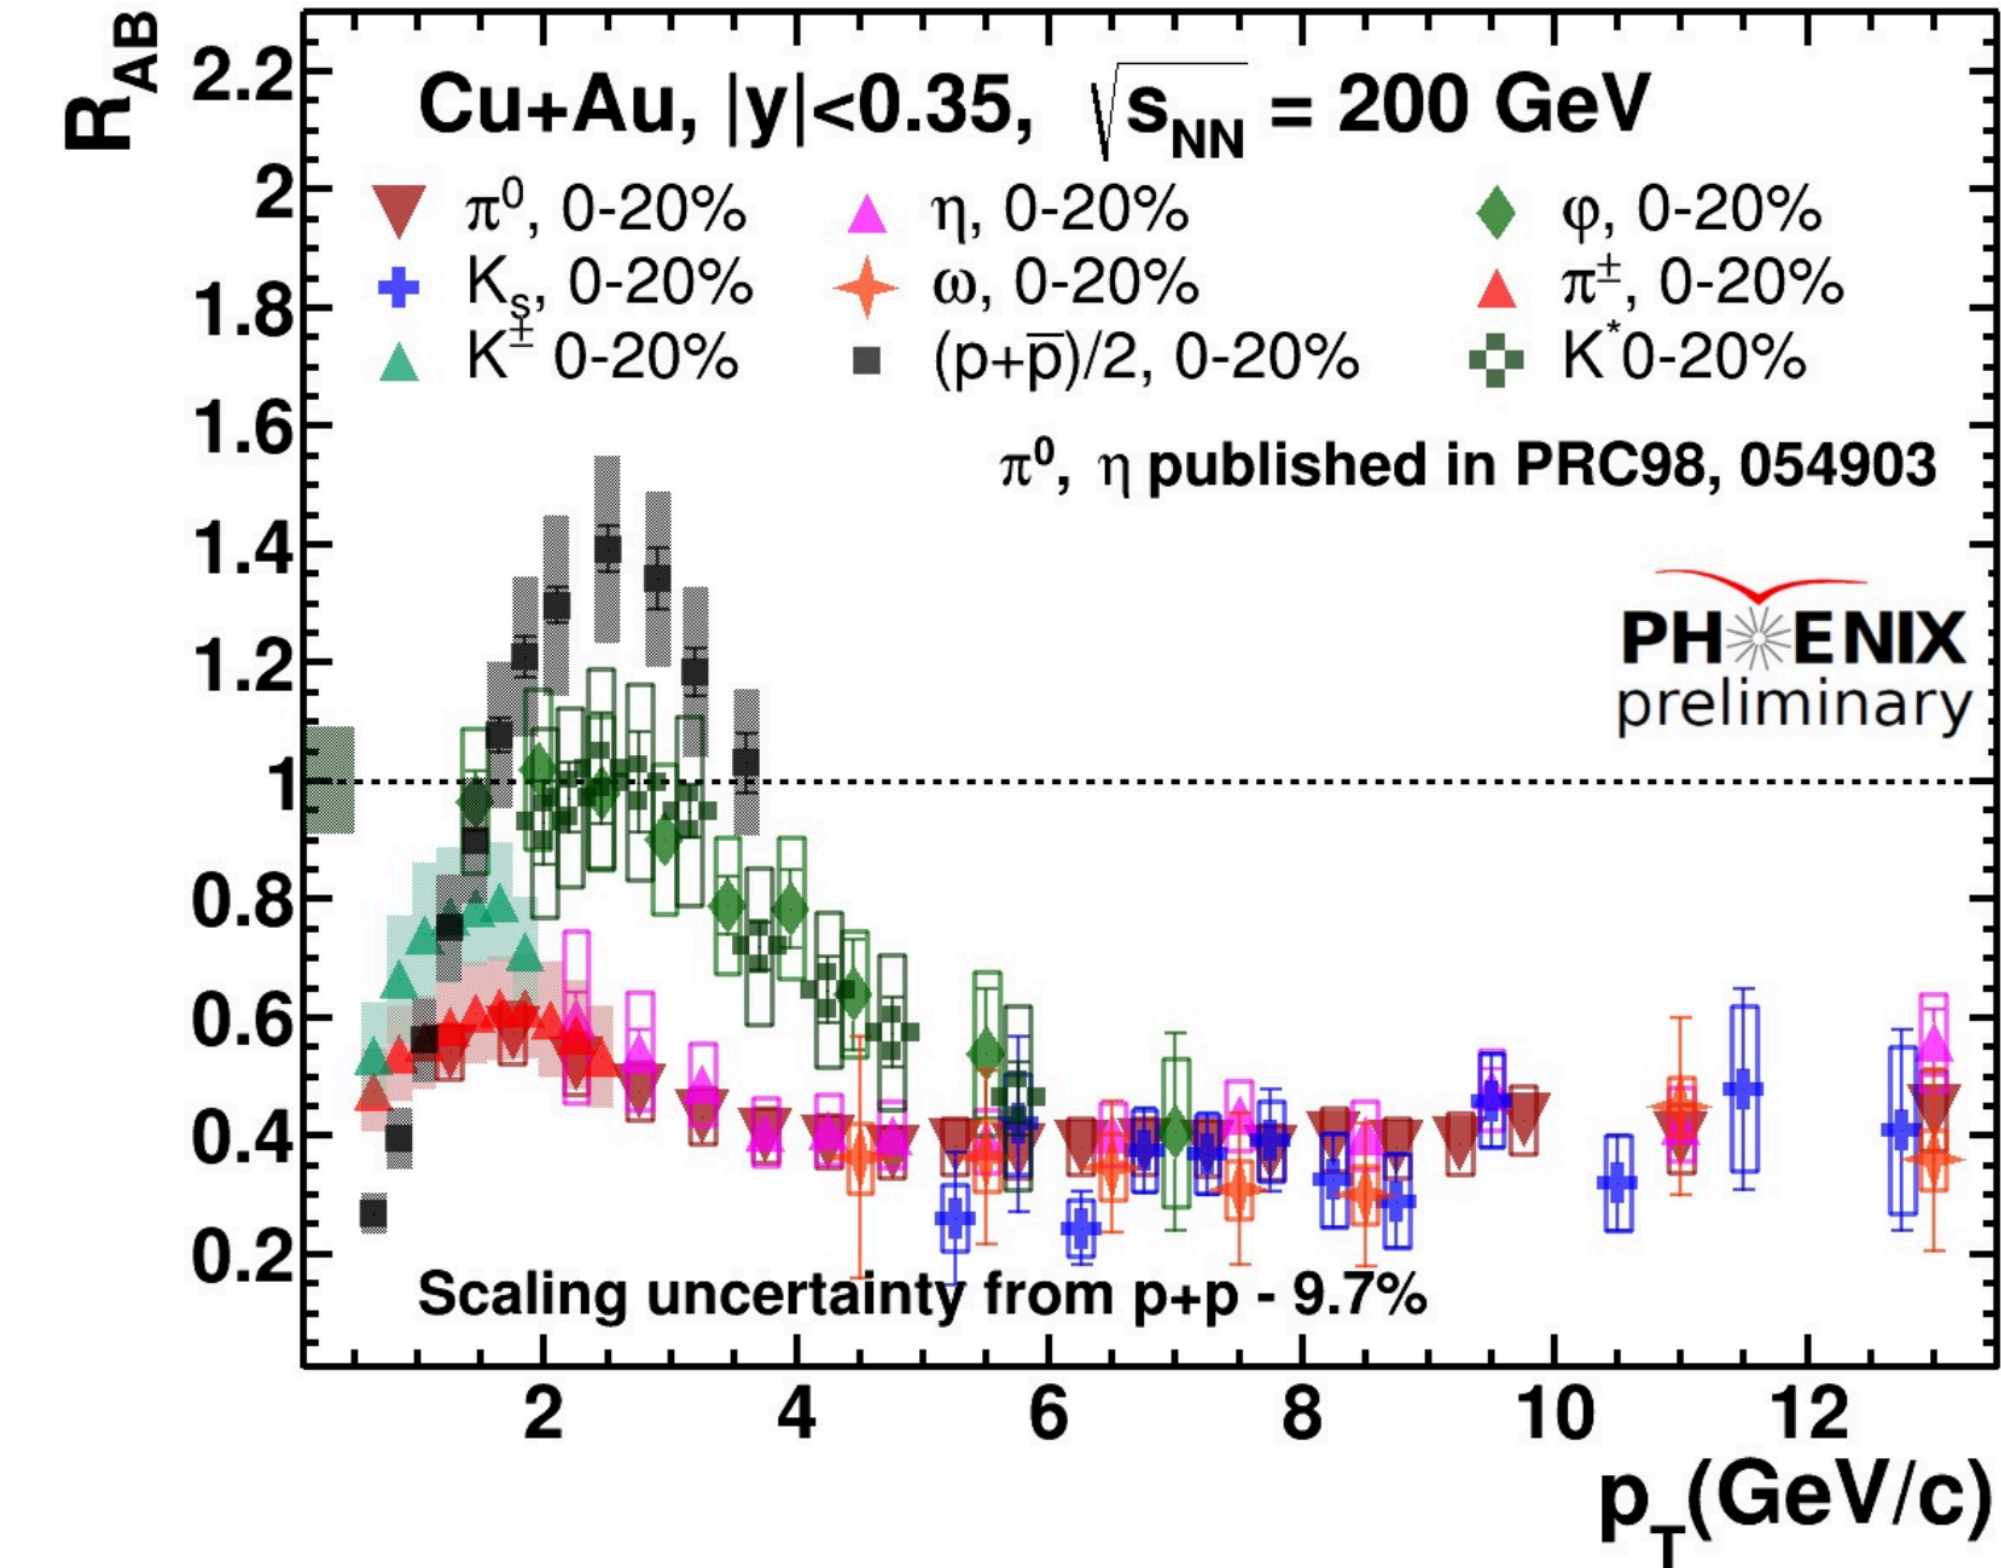 R_AB
2.2
2
1.8
1.6
1.4
1.2
1
0.8
0.6
0.4
0.2
Cu+Au, |y|<0.35, √s_NN = 200 GeV
π⁰, 0-20% η, 0-20% φ, 0-20%
K_s, 0-20% ω, 0-20% π±, 0-20%
K± 0-20% (p+p̅)/2, 0-20% K*0-20%
π⁰, η published in PRC98, 054903
PHENIX
preliminary
Scaling uncertainty from p+p - 9.7%
2 4 6 8 10 12
p_T(GeV/c)